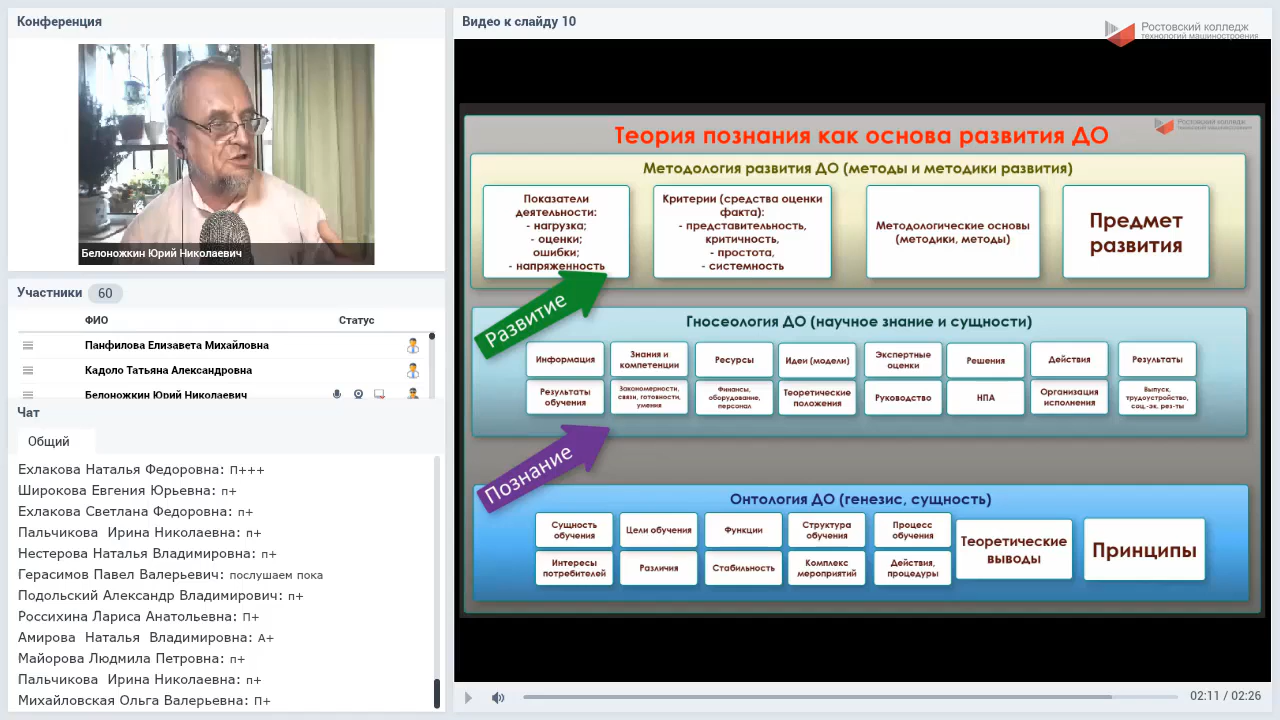 Конференция
Белоножкин Юрий Николаевич
Участники 60
ФИО Статус
Панфилова Елизавета Михайловна
Кадоло Татьяна Александровна
Белоножкин Юрий Николаевич
Чат
Общий
Ехлакова Наталья Федоровна: П+++
Широкова Евгения Юрьевна: п+
Ехлакова Светлана Федоровна: п+
Пальчикова Ирина Николаевна: п+
Нестерова Наталья Владимировна: п+
Герасимов Павел Валерьевич: послушаем пока
Подольский Александр Владимирович: п+
Россихина Лариса Анатольевна: П+
Амирова Наталья Владимировна: А+
Майорова Людмила Петровна: п+
Пальчикова Ирина Николаевна: п+
Михайловская Ольга Валерьевна: П+
Видео к слайду 10
Ростовский колледж
технологий машиностроения
Ростовский колледж
технологий машиностроения
Теория познания как основа развития ДО
Методология развития ДО (методы и методики развития)
Показатели
деятельности:
- нагрузка;
- оценки;
ошибки;
- напряженность
Критерии (средства оценки
факта):
- представительность,
критичность,
- простота,
- системность
Методологические основы
(методики, методы)
Предмет
развития
Развитие
Гносеология ДО (научное знание и сущности)
Информация
Знания и
компетенции
Ресурсы
Идеи (модели)
Экспертные
оценки
Решения
Действия
Результаты
Результаты
обучения
Закономерности,
связи, готовности,
умения
Финансы,
оборудование,
персонал
Теоретические
положения
Руководство
НПА
Организация
исполнения
Выпуск,
трудоустройство,
соц.-эк. рез-ты
Познание
Онтология ДО (генезис, сущность)
Сущность
обучения
Цели обучения
Функции
Структура
обучения
Процесс
обучения
Теоретические
выводы
Принципы
Интересы
потребителей
Различия
Стабильность
Комплекс
мероприятий
Действия,
процедуры
02:11 / 02:26